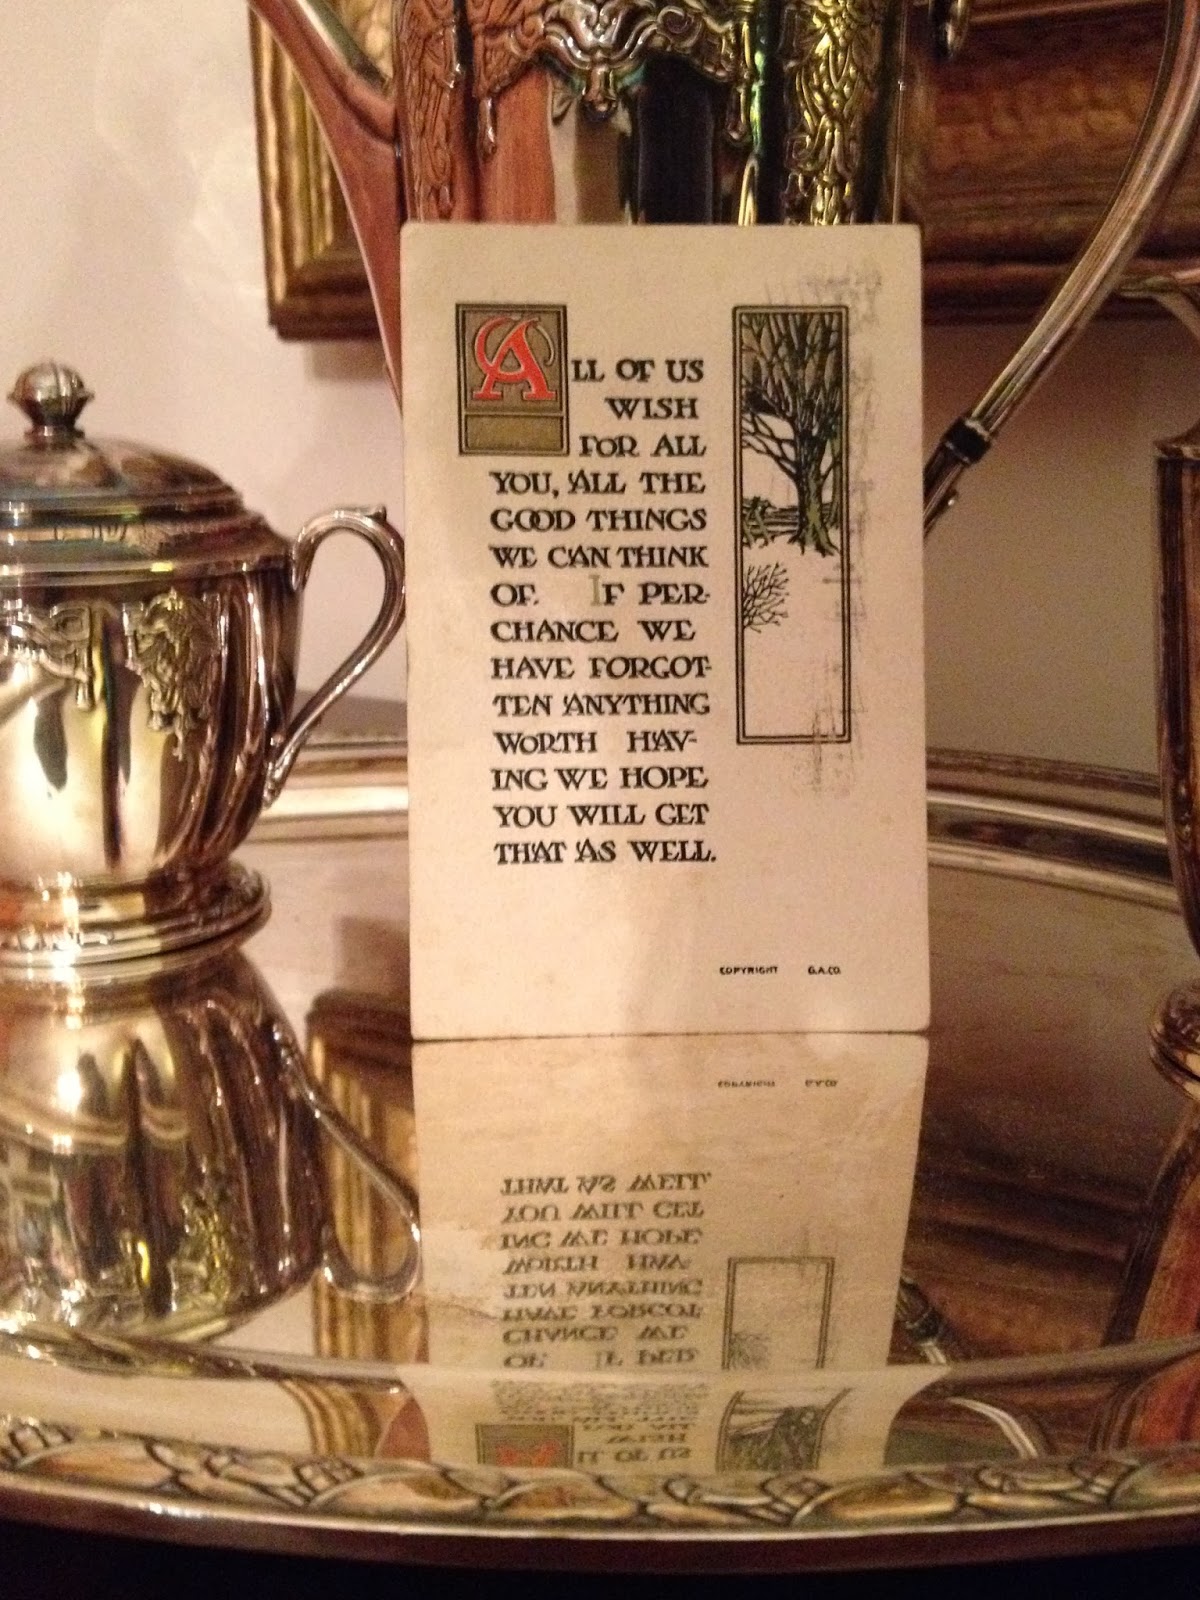 ALL OF US
WISH
FOR ALL
YOU, ALL THE
GOOD THINGS
WE CAN THINK
OF. IF PER-
CHANCE WE
HAVE FORGOT-
TEN ANYTHING
WORTH HAV-
ING WE HOPE
YOU WILL GET
THAT AS WELL.
COPYRIGHT G.A.CO.